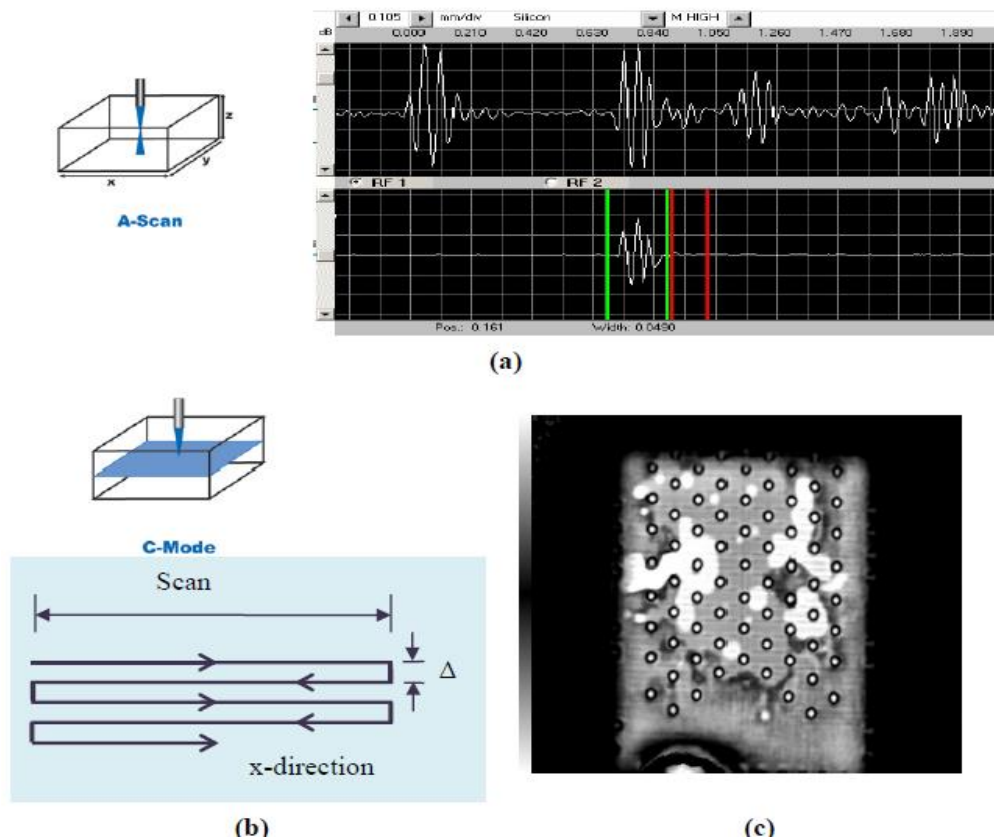 0.105 mm/div Silicon M HIGH
dB 0.000 0.210 0.420 0.630 0.840 1.050 1.260 1.470 1.680 1.890
z
y
x
A-Scan
RF 1 RF 2
Pos.: 0.161 Width: 0.0490
(a)
C-Mode
Scan
Δ
x-direction
(b)
(c)